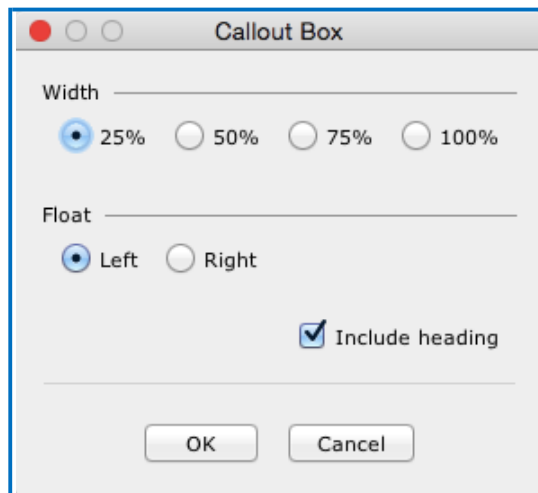 Callout Box
Width
25% 50% 75% 100%
Float
Left Right
Include heading
OK Cancel